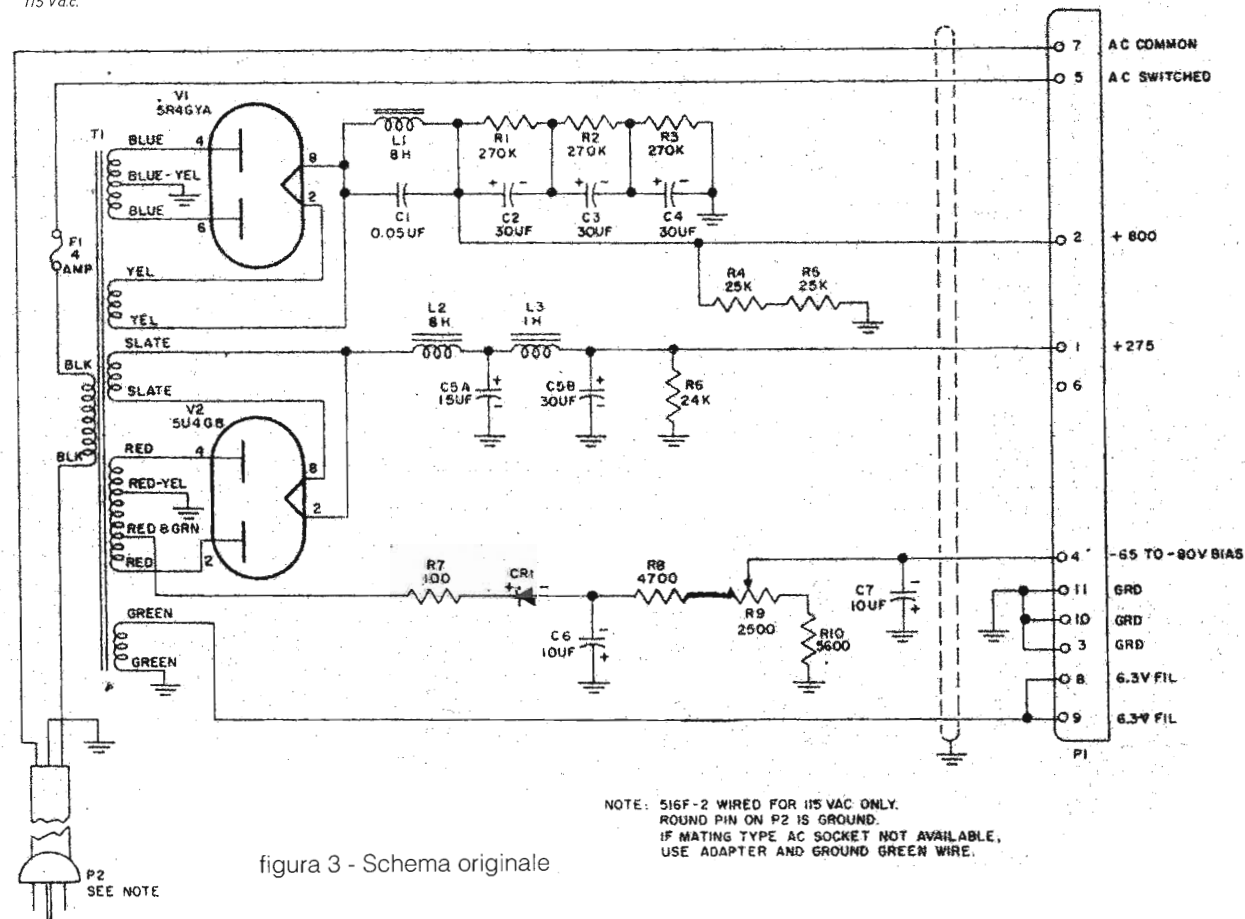 115 Va.c.
7 AC COMMON
5 AC SWITCHED
V1
5R4GYA
T1
BLUE 4
BLUE-YEL
BLUE 6
8
2
L1
8H
R1
270K
R2
270K
R3
270K
C1
0.05UF
+ -
C2
30UF
+ -
C3
30UF
+ -
C4
30UF
2 + 800
F1
4
AMP
YEL
YEL
R4
25K
R5
25K
SLATE
SLATE
L2
8H
L3
1H
1 +275
6
BLK
BLK
C5A
15UF
+
-
C5B
30UF
+
-
R6
24K
V2
5U4GB
RED 4
RED-YEL
RED & GRN
RED 2
8
2
R7
100
+ CR1 -
R8
4700
R9
2500
R10
5600
C6
10UF
-
+
C7
10UF
-
+
4 -65 TO -80V BIAS
11 GRD
10 GRD
3 GRD
8 6.3V FIL
9 6.3V FIL
P1
GREEN
GREEN
NOTE: 516F-2 WIRED FOR 115 VAC ONLY.
ROUND PIN ON P2 IS GROUND.
IF MATING TYPE AC SOCKET NOT AVAILABLE,
USE ADAPTER AND GROUND GREEN WIRE.
figura 3 - Schema originale
P2
SEE NOTE